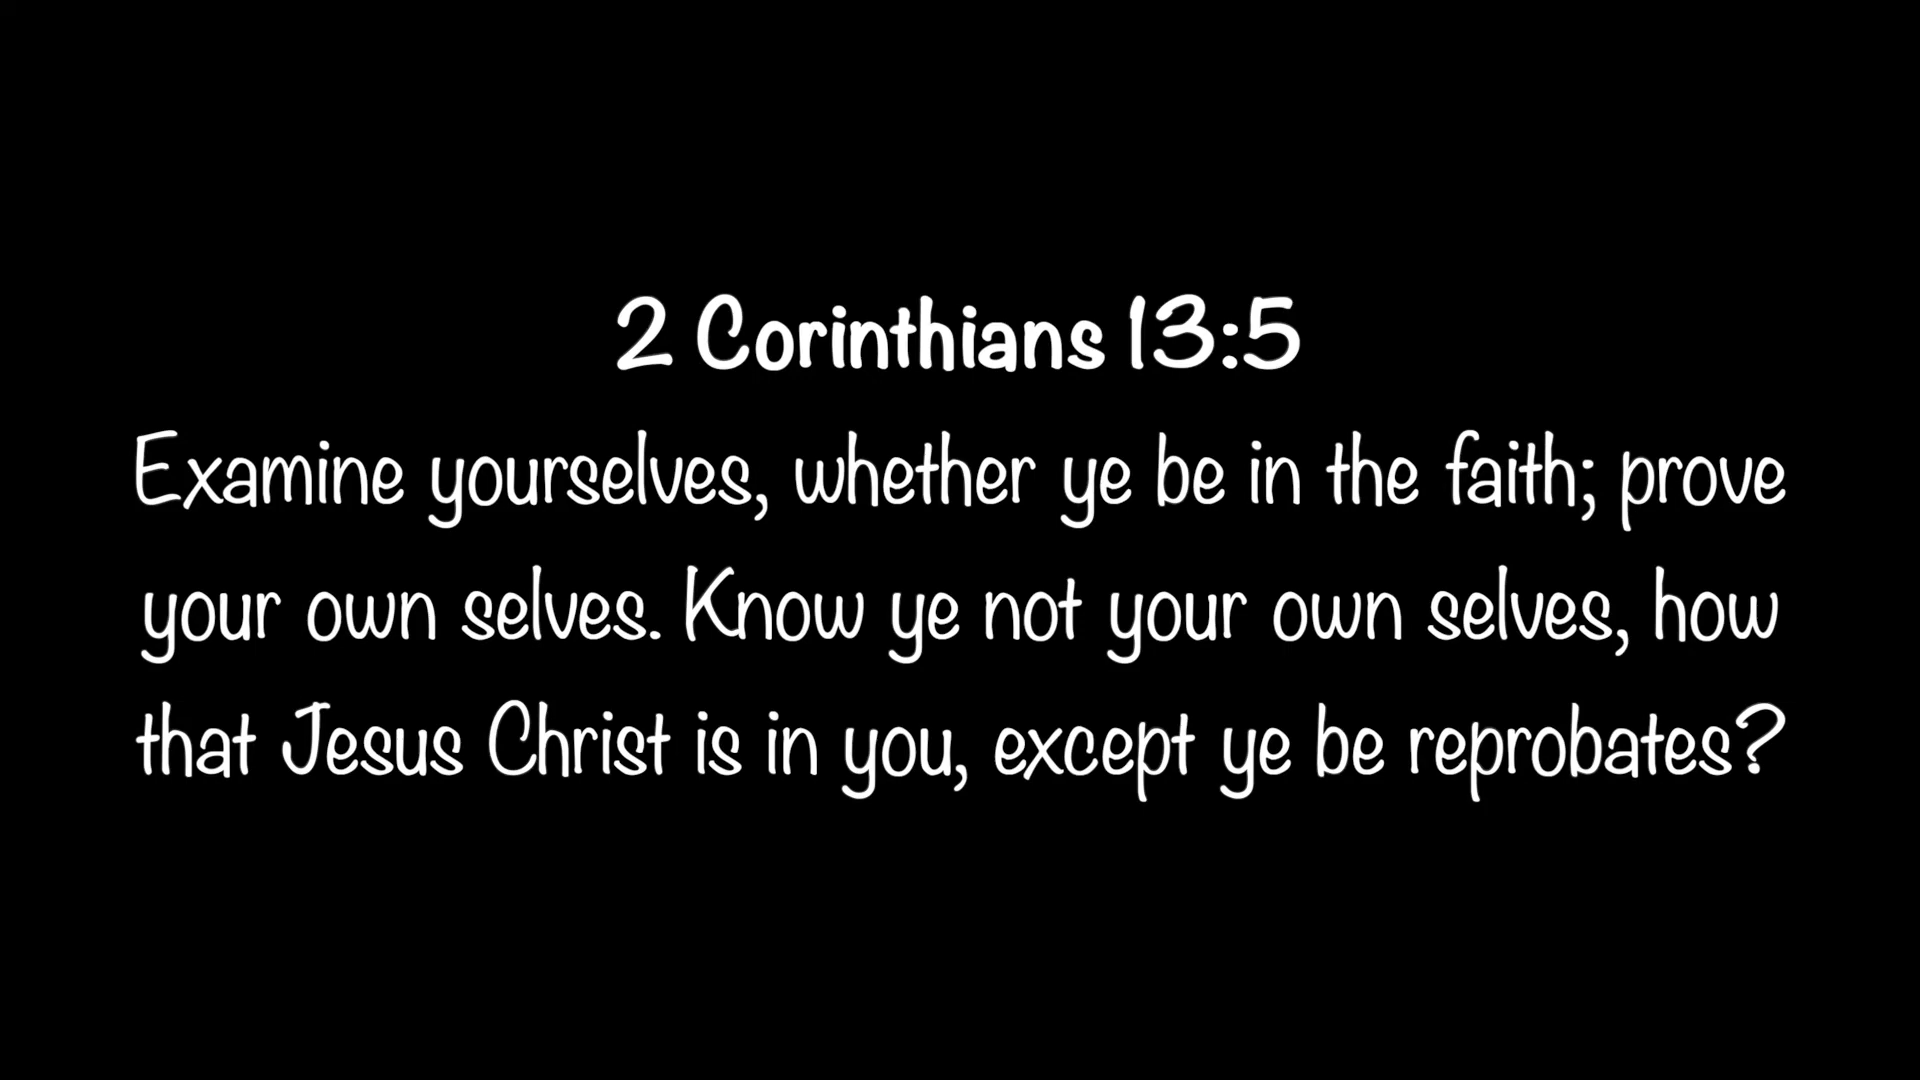 2 Corinthians 13:5
Examine yourselves, whether ye be in the faith; prove
your own selves. Know ye not your own selves, how
that Jesus Christ is in you, except ye be reprobates?